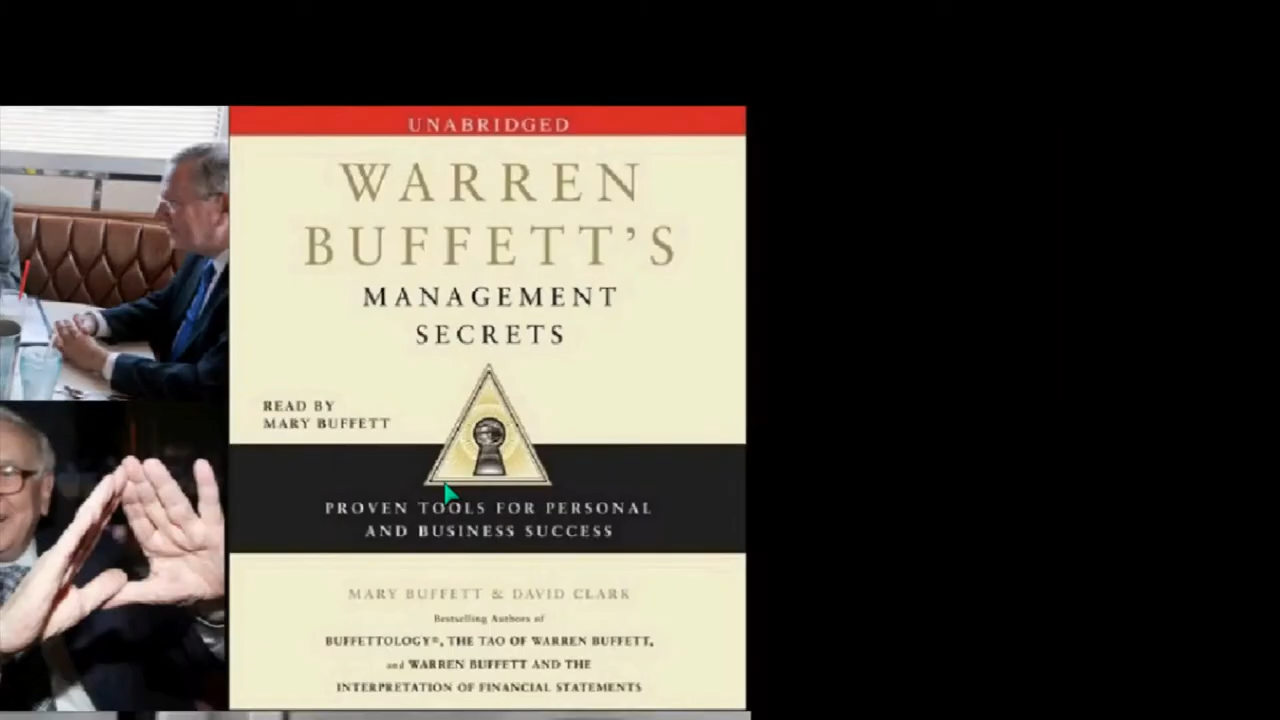 UNABRIDGED
WARREN
BUFFETT'S
MANAGEMENT
SECRETS
READ BY
MARY BUFFETT
PROVEN TOOLS FOR PERSONAL
AND BUSINESS SUCCESS
MARY BUFFETT & DAVID CLARK
Bestselling Authors of
BUFFETTOLOGY®, THE TAO OF WARREN BUFFETT,
and WARREN BUFFETT AND THE
INTERPRETATION OF FINANCIAL STATEMENTS